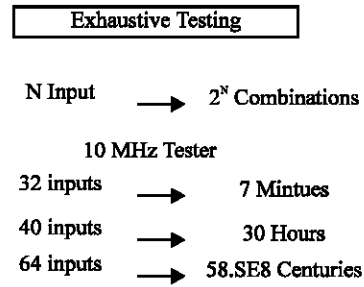 Exhaustive Testing
N Input → 2ᴺ Combinations
10 MHz Tester
32 inputs → 7 Mintues
40 inputs → 30 Hours
64 inputs → 58.SE8 Centuries